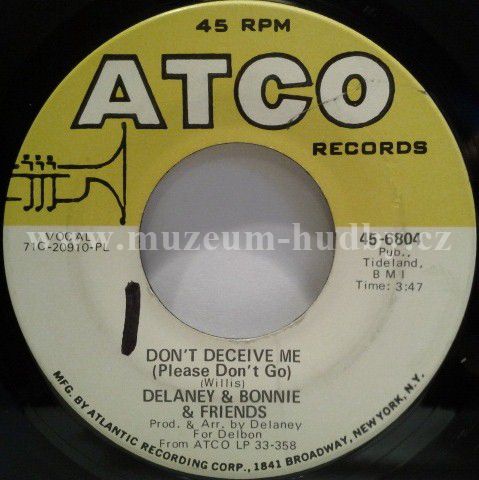 45 RPM
ATCO
RECORDS
VOCAL
71C-20910-PL
www.muzeum-hudby.cz
45-6804
Pub.,
Tideland,
BMI
Time: 3:47
DON'T DECEIVE ME
(Please Don't Go)
(Willis)
DELANEY & BONNIE
& FRIENDS
Prod. & Arr. by Delaney
For Delbon
From ATCO LP 33-358
MFG. BY ATLANTIC RECORDING CORP., 1841 BROADWAY, NEW YORK, N.Y.